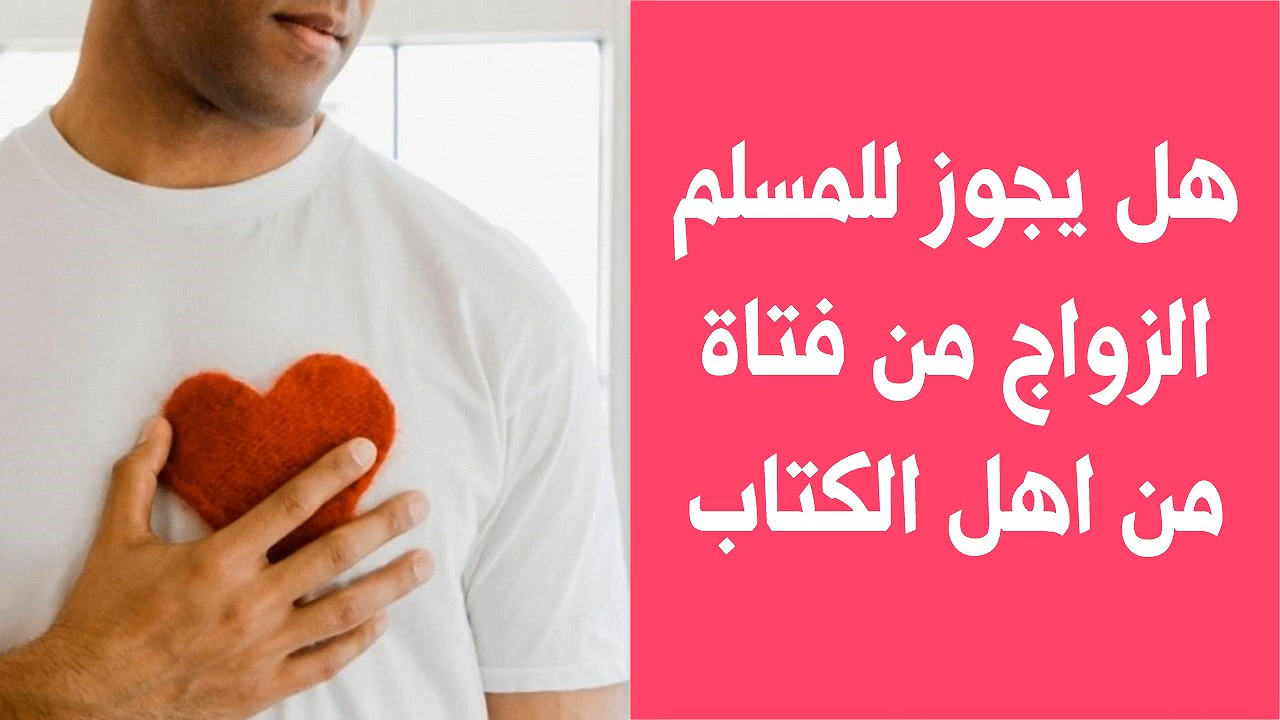 هل يجوز للمسلم
الزواج من فتاة
من اهل الكتاب